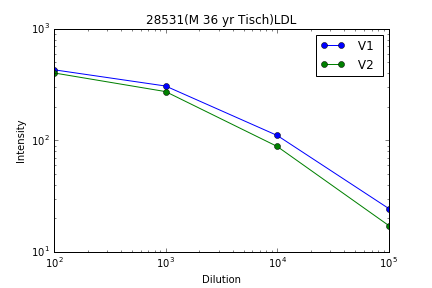 28531(M 36 yr Tisch)LDL
V1
V2
10³
10²
10¹
Intensity
10² 10³ 10⁴ 10⁵
Dilution